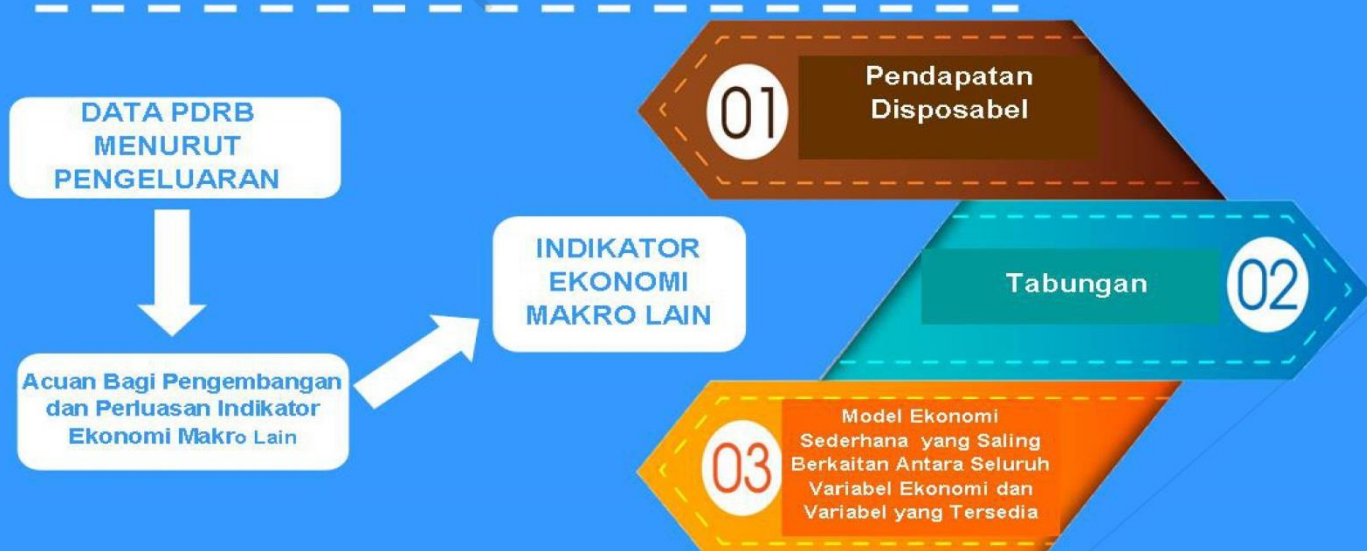 DATA PDRB
MENURUT
PENGELUARAN
Acuan Bagi Pengembangan
dan Perluasan Indikator
Ekonomi Makro Lain
INDIKATOR
EKONOMI
MAKRO LAIN
01
Pendapatan
Disposabel
Tabungan
02
03
Model Ekonomi
Sederhana yang Saling
Berkaitan Antara Seluruh
Variabel Ekonomi dan
Variabel yang Tersedia